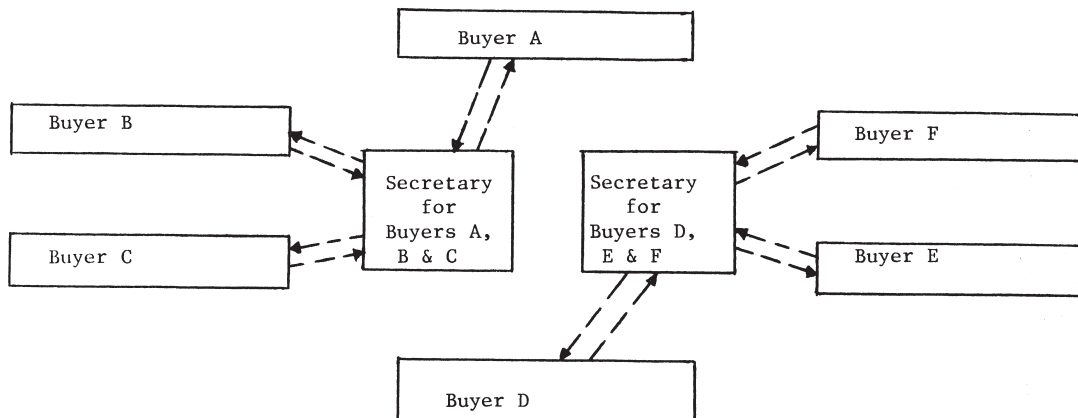 Buyer A
Buyer B
Buyer F
Secretary
for
Buyers A,
B & C
Secretary
for
Buyers D,
E & F
Buyer C
Buyer E
Buyer D